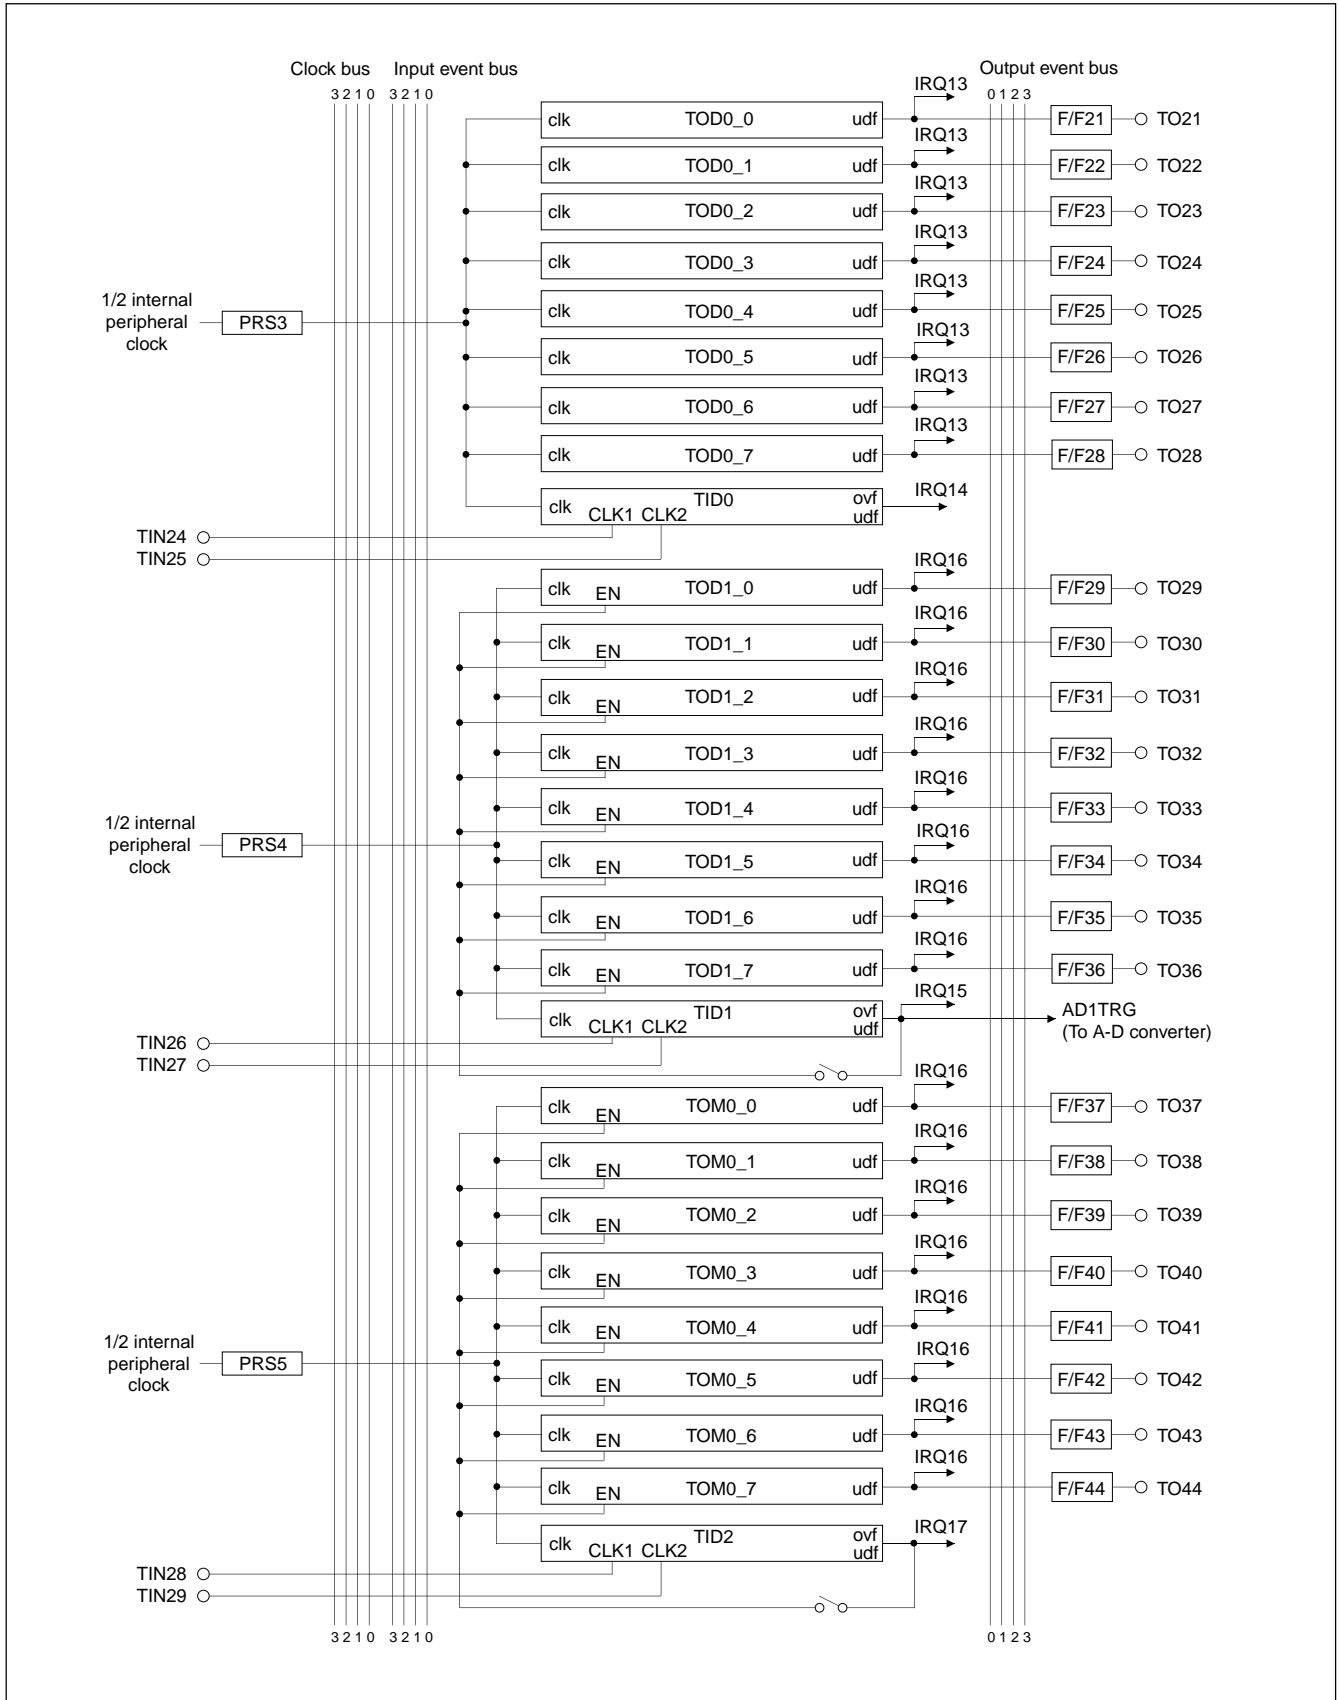 Clock bus Input event bus Output event bus
3 2 1 0 3 2 1 0 0 1 2 3
IRQ13
clk TOD0_0 udf F/F21 TO21
IRQ13
clk TOD0_1 udf F/F22 TO22
IRQ13
clk TOD0_2 udf F/F23 TO23
IRQ13
clk TOD0_3 udf F/F24 TO24
IRQ13
1/2 internal
peripheral
clock
PRS3
clk TOD0_4 udf F/F25 TO25
IRQ13
clk TOD0_5 udf F/F26 TO26
IRQ13
clk TOD0_6 udf F/F27 TO27
IRQ13
clk TOD0_7 udf F/F28 TO28
IRQ14
clk CLK1 CLK2 TID0 ovf
udf
TIN24
TIN25
IRQ16
clk EN TOD1_0 udf F/F29 TO29
IRQ16
clk EN TOD1_1 udf F/F30 TO30
IRQ16
clk EN TOD1_2 udf F/F31 TO31
IRQ16
clk EN TOD1_3 udf F/F32 TO32
IRQ16
clk EN TOD1_4 udf F/F33 TO33
1/2 internal
peripheral
clock
PRS4
IRQ16
clk EN TOD1_5 udf F/F34 TO34
IRQ16
clk EN TOD1_6 udf F/F35 TO35
IRQ16
clk EN TOD1_7 udf F/F36 TO36
IRQ15
clk CLK1 CLK2 TID1 ovf
udf
AD1TRG
(To A-D converter)
TIN26
TIN27
IRQ16
clk EN TOM0_0 udf F/F37 TO37
IRQ16
clk EN TOM0_1 udf F/F38 TO38
IRQ16
clk EN TOM0_2 udf F/F39 TO39
IRQ16
clk EN TOM0_3 udf F/F40 TO40
IRQ16
clk EN TOM0_4 udf F/F41 TO41
1/2 internal
peripheral
clock
PRS5
IRQ16
clk EN TOM0_5 udf F/F42 TO42
IRQ16
clk EN TOM0_6 udf F/F43 TO43
IRQ16
clk EN TOM0_7 udf F/F44 TO44
IRQ17
clk CLK1 CLK2 TID2 ovf
udf
TIN28
TIN29
3 2 1 0 3 2 1 0 0 1 2 3